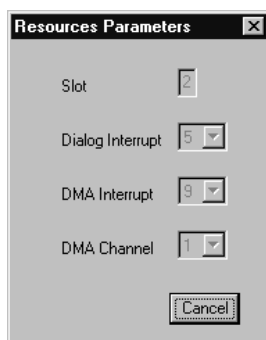 Resources Parameters
Slot 2
Dialog Interrupt 5
DMA Interrupt 9
DMA Channel 1
Cancel